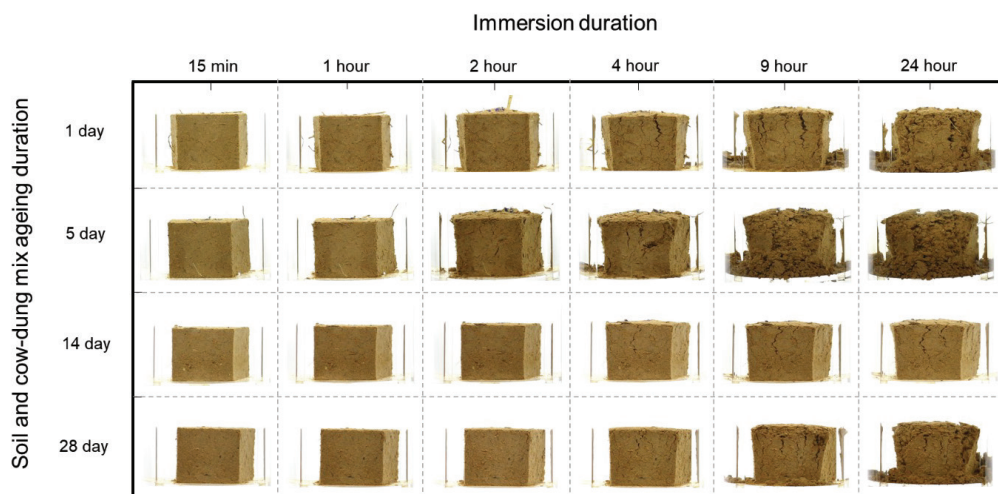 Immersion duration
15 min
1 hour
2 hour
4 hour
9 hour
24 hour
Soil and cow-dung mix ageing duration
1 day
5 day
14 day
28 day